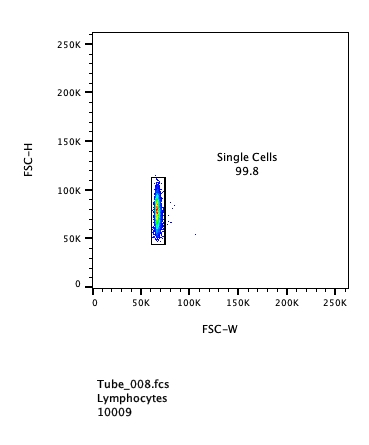 250K
200K
150K
100K
50K
0
FSC-H
Single Cells
99.8
0 50K 100K 150K 200K 250K
FSC-W
Tube_008.fcs
Lymphocytes
10009